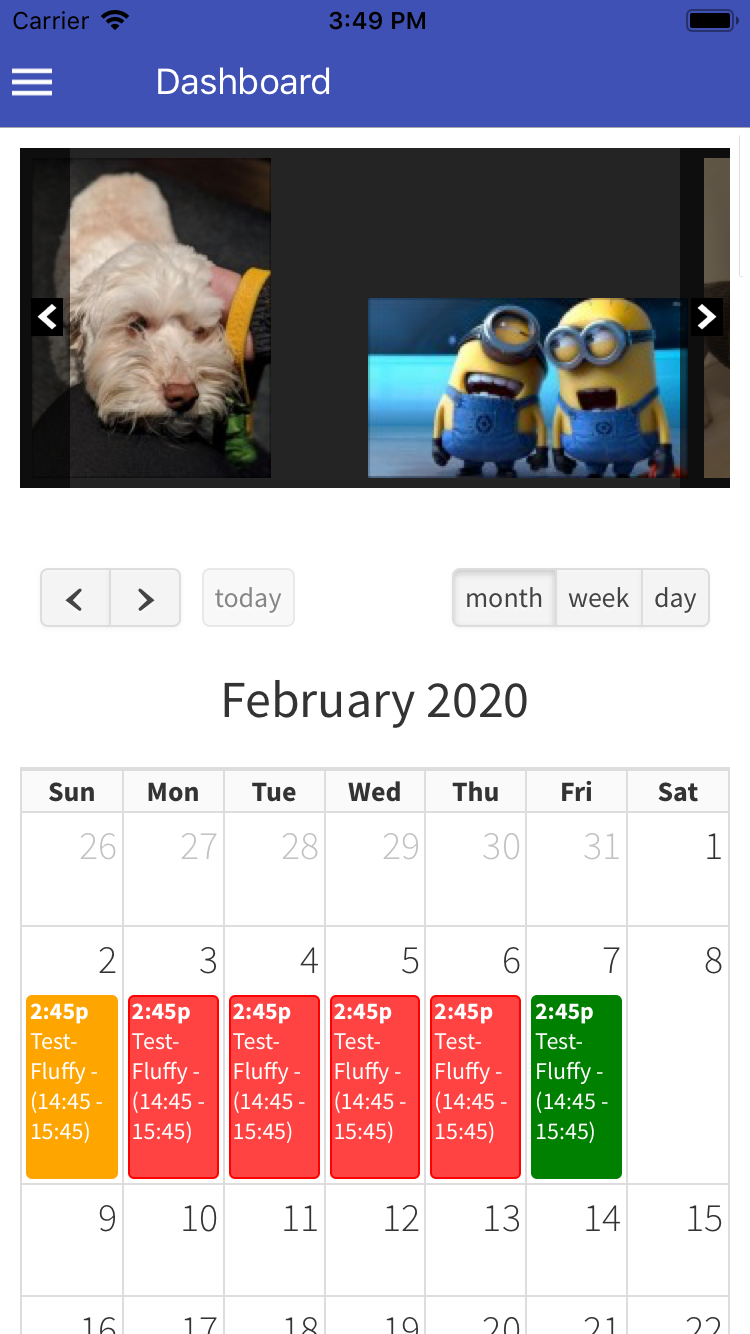 Carrier 3:49 PM
Dashboard
today month week day
February 2020
Sun Mon Tue Wed Thu Fri Sat
26 27 28 29 30 31 1
2 3 4 5 6 7 8
2:45p 2:45p 2:45p 2:45p 2:45p 2:45p
Test- Test- Test- Test- Test- Test-
Fluffy - Fluffy - Fluffy - Fluffy - Fluffy - Fluffy -
(14:45 - (14:45 - (14:45 - (14:45 - (14:45 - (14:45 -
15:45) 15:45) 15:45) 15:45) 15:45) 15:45)
9 10 11 12 13 14 15
16 17 18 19 20 21 22